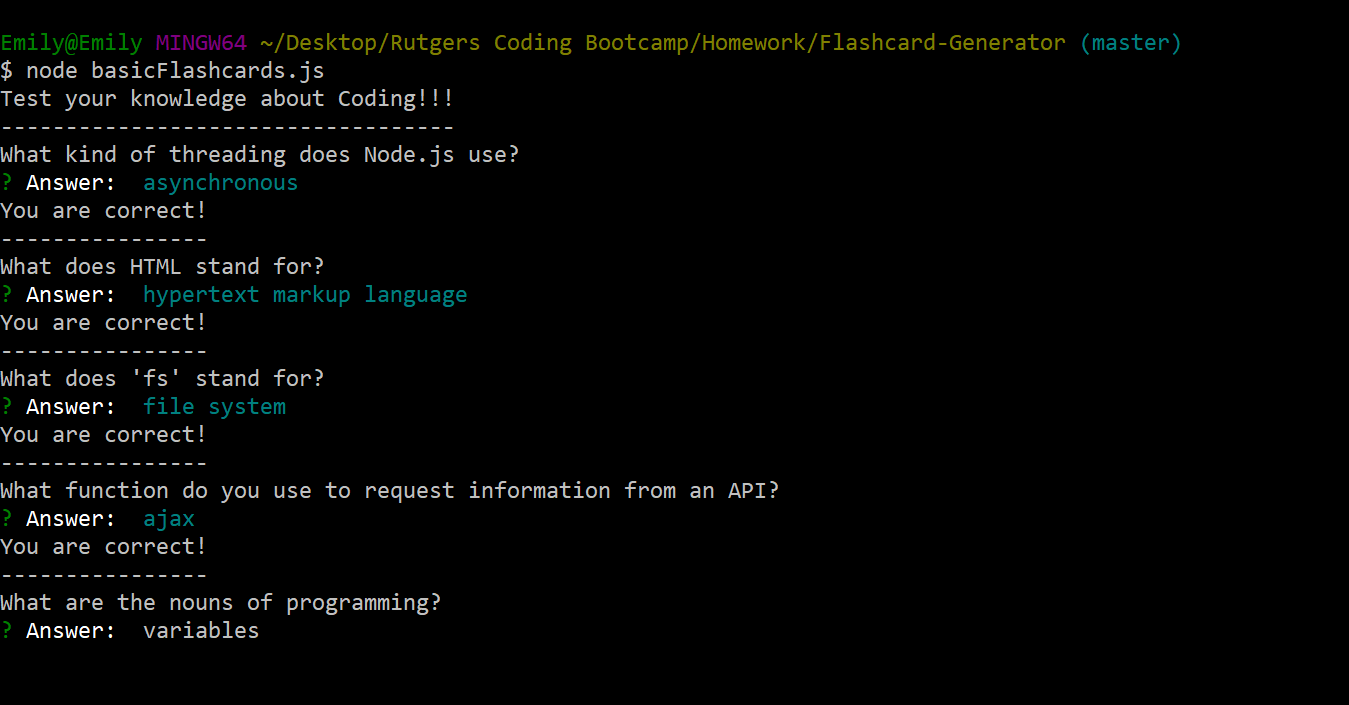 Emily@Emily MINGW64 ~/Desktop/Rutgers Coding Bootcamp/Homework/Flashcard-Generator (master)
$ node basicFlashcards.js
Test your knowledge about Coding!!!
-----------------------------------
What kind of threading does Node.js use?
? Answer:  asynchronous
You are correct!
----------------
What does HTML stand for?
? Answer:  hypertext markup language
You are correct!
----------------
What does 'fs' stand for?
? Answer:  file system
You are correct!
----------------
What function do you use to request information from an API?
? Answer:  ajax
You are correct!
----------------
What are the nouns of programming?
? Answer:  variables